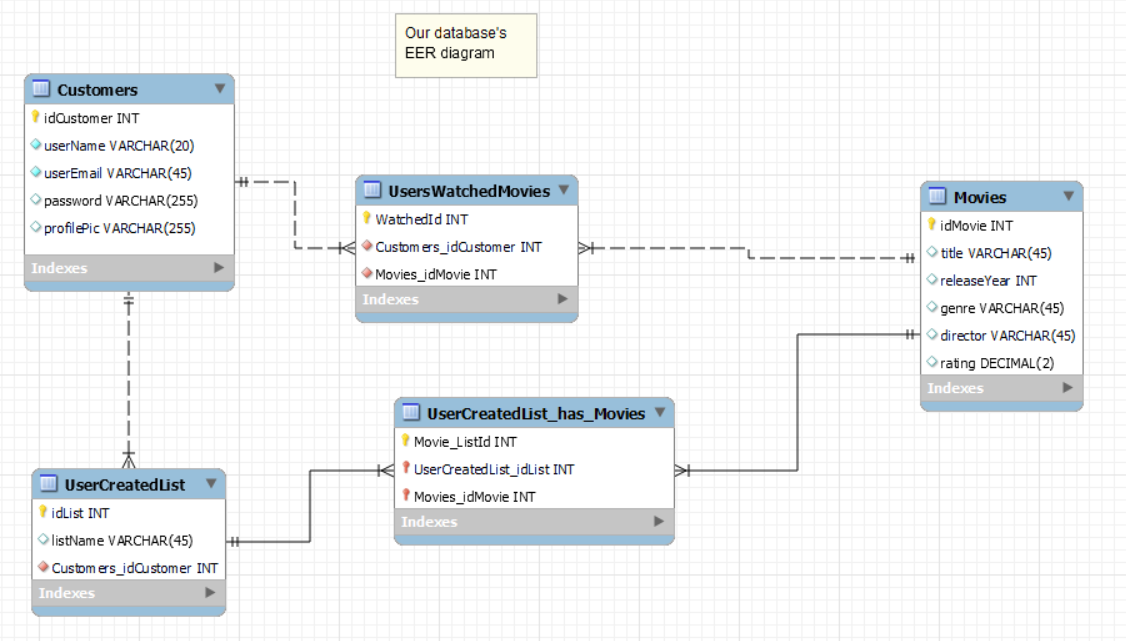 Our database's
EER diagram
Customers
idCustomer INT
userName VARCHAR(20)
userEmail VARCHAR(45)
password VARCHAR(255)
profilePic VARCHAR(255)
Indexes
UsersWatchedMovies
WatchedId INT
Customers_idCustomer INT
Movies_idMovie INT
Indexes
Movies
idMovie INT
title VARCHAR(45)
releaseYear INT
genre VARCHAR(45)
director VARCHAR(45)
rating DECIMAL(2)
Indexes
UserCreatedList_has_Movies
Movie_ListId INT
UserCreatedList_idList INT
Movies_idMovie INT
Indexes
UserCreatedList
idList INT
listName VARCHAR(45)
Customers_idCustomer INT
Indexes